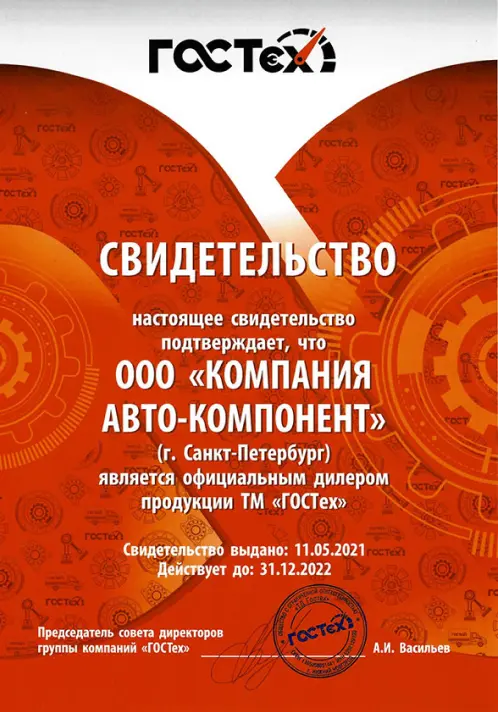 ГОСТех
СВИДЕТЕЛЬСТВО
настоящее свидетельство
подтверждает, что
ООО «КОМПАНИЯ
АВТО-КОМПОНЕНТ»
(г. Санкт-Петербург)
является официальным дилером
продукции ТМ «ГОСТех»
Свидетельство выдано: 11.05.2021
Действует до: 31.12.2022
Председатель совета директоров
группы компаний «ГОСТех»
ГОСТех
А.И. Васильев